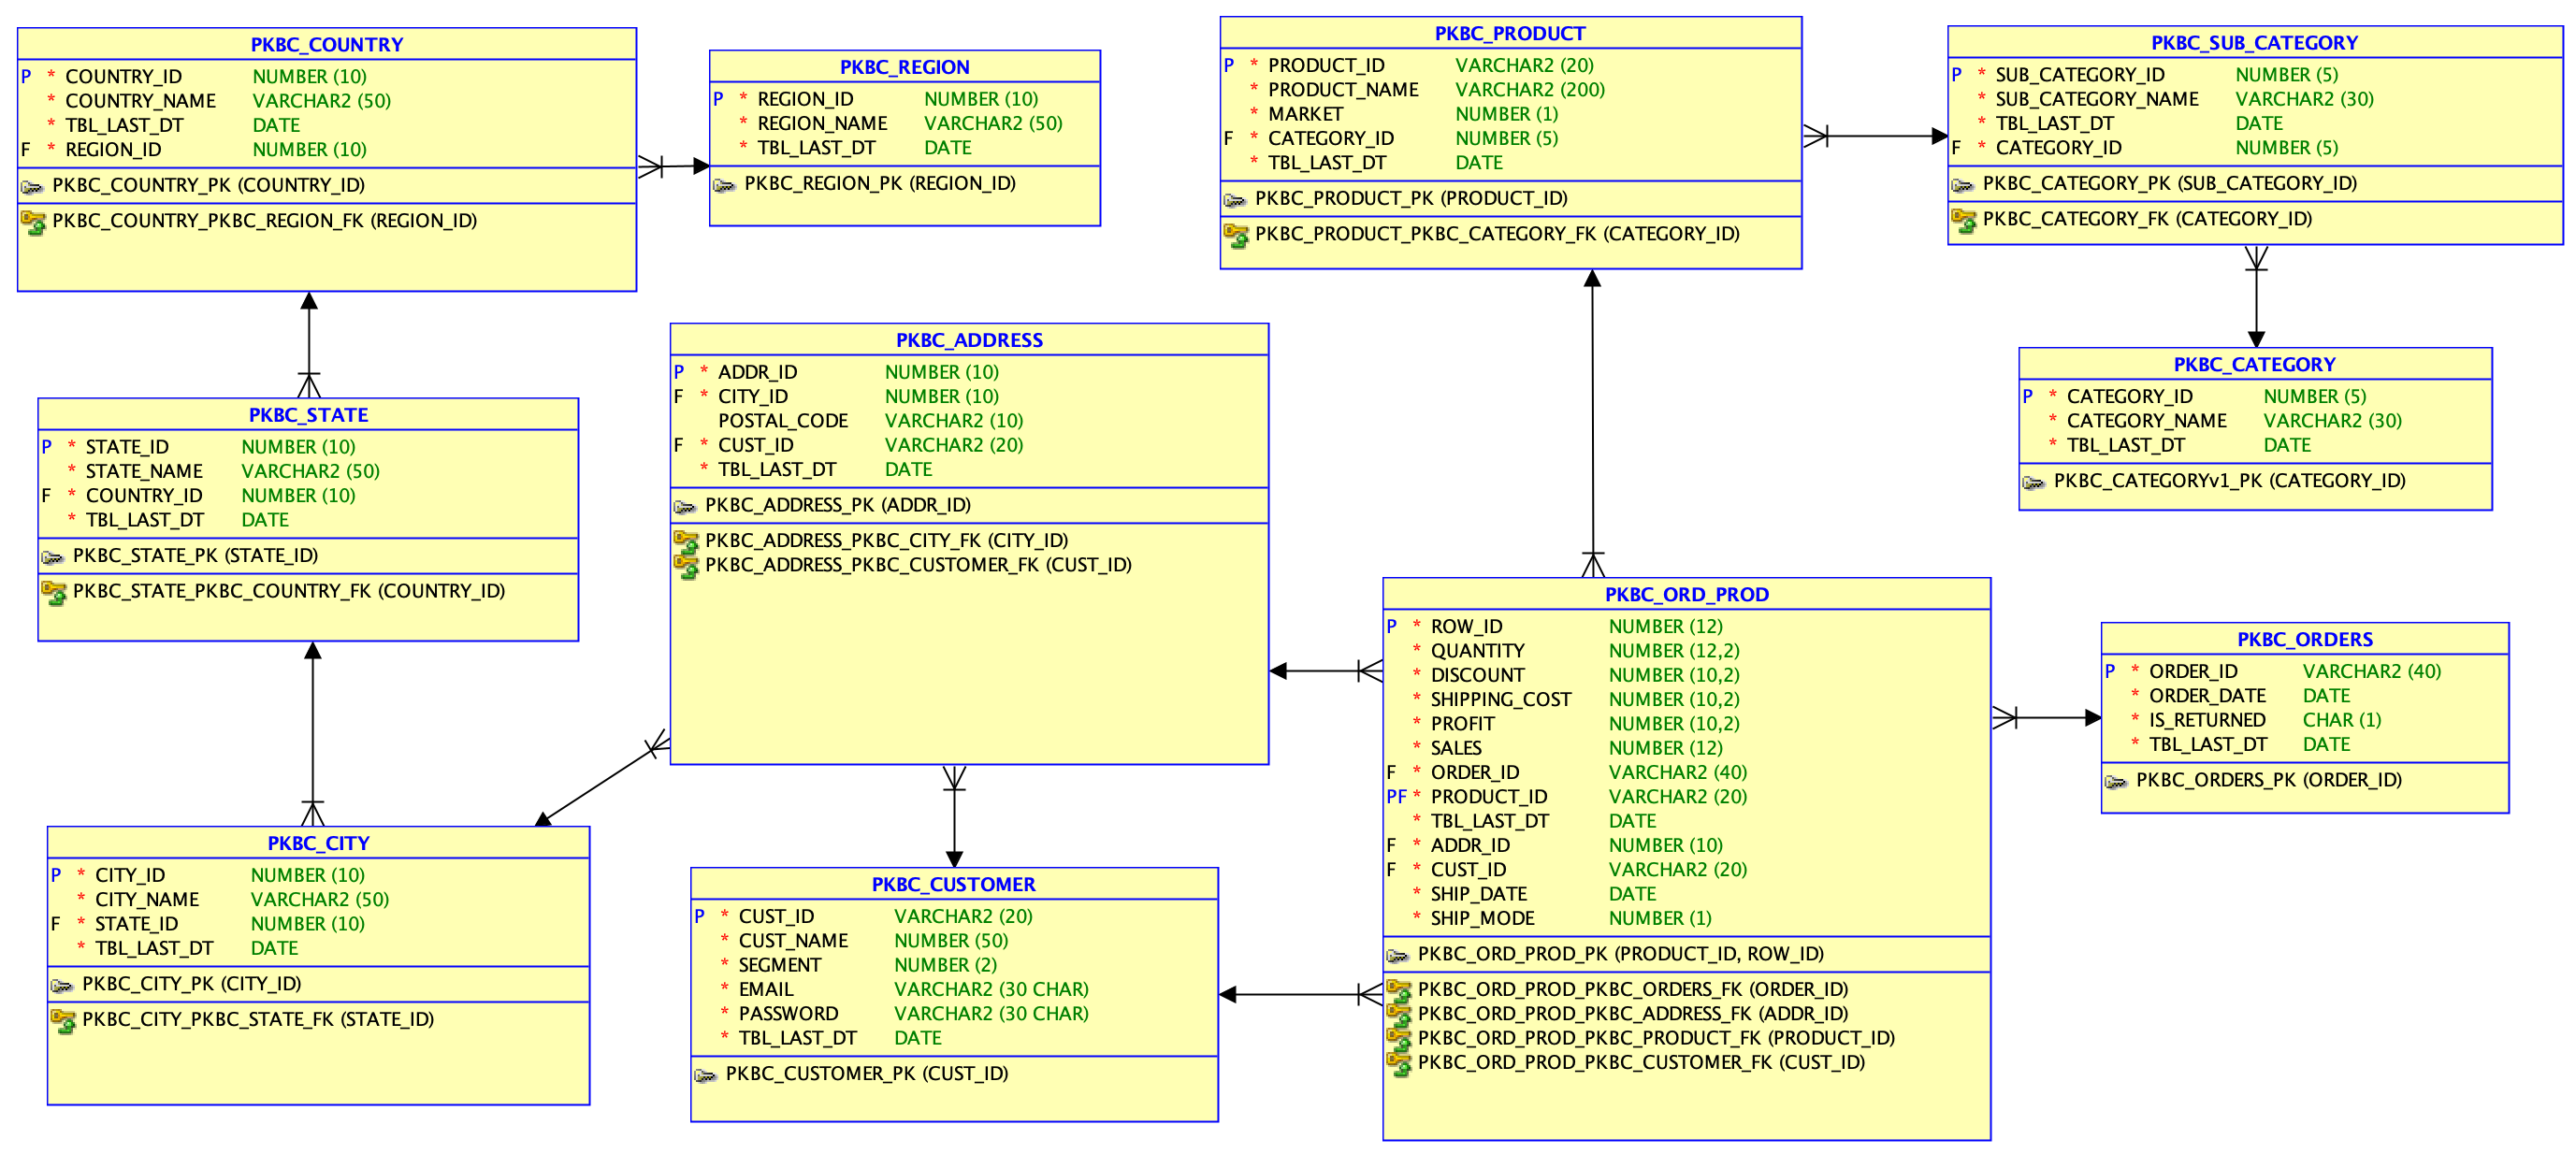 PKBC_COUNTRY
P * COUNTRY_ID NUMBER (10)
* COUNTRY_NAME VARCHAR2 (50)
* TBL_LAST_DT DATE
F * REGION_ID NUMBER (10)
PKBC_COUNTRY_PK (COUNTRY_ID)
PKBC_COUNTRY_PKBC_REGION_FK (REGION_ID)
PKBC_REGION
P * REGION_ID NUMBER (10)
* REGION_NAME VARCHAR2 (50)
* TBL_LAST_DT DATE
PKBC_REGION_PK (REGION_ID)
PKBC_PRODUCT
P * PRODUCT_ID VARCHAR2 (20)
* PRODUCT_NAME VARCHAR2 (200)
* MARKET NUMBER (1)
F * CATEGORY_ID NUMBER (5)
* TBL_LAST_DT DATE
PKBC_PRODUCT_PK (PRODUCT_ID)
PKBC_PRODUCT_PKBC_CATEGORY_FK (CATEGORY_ID)
PKBC_SUB_CATEGORY
P * SUB_CATEGORY_ID NUMBER (5)
* SUB_CATEGORY_NAME VARCHAR2 (30)
* TBL_LAST_DT DATE
F * CATEGORY_ID NUMBER (5)
PKBC_CATEGORY_PK (SUB_CATEGORY_ID)
PKBC_CATEGORY_FK (CATEGORY_ID)
PKBC_STATE
P * STATE_ID NUMBER (10)
* STATE_NAME VARCHAR2 (50)
F * COUNTRY_ID NUMBER (10)
* TBL_LAST_DT DATE
PKBC_STATE_PK (STATE_ID)
PKBC_STATE_PKBC_COUNTRY_FK (COUNTRY_ID)
PKBC_ADDRESS
P * ADDR_ID NUMBER (10)
F * CITY_ID NUMBER (10)
POSTAL_CODE VARCHAR2 (10)
F * CUST_ID VARCHAR2 (20)
* TBL_LAST_DT DATE
PKBC_ADDRESS_PK (ADDR_ID)
PKBC_ADDRESS_PKBC_CITY_FK (CITY_ID)
PKBC_ADDRESS_PKBC_CUSTOMER_FK (CUST_ID)
PKBC_CATEGORY
P * CATEGORY_ID NUMBER (5)
* CATEGORY_NAME VARCHAR2 (30)
* TBL_LAST_DT DATE
PKBC_CATEGORYv1_PK (CATEGORY_ID)
PKBC_ORD_PROD
P * ROW_ID NUMBER (12)
* QUANTITY NUMBER (12,2)
* DISCOUNT NUMBER (10,2)
* SHIPPING_COST NUMBER (10,2)
* PROFIT NUMBER (10,2)
* SALES NUMBER (12)
F * ORDER_ID VARCHAR2 (40)
PF * PRODUCT_ID VARCHAR2 (20)
* TBL_LAST_DT DATE
F * ADDR_ID NUMBER (10)
F * CUST_ID VARCHAR2 (20)
* SHIP_DATE DATE
* SHIP_MODE NUMBER (1)
PKBC_ORD_PROD_PK (PRODUCT_ID, ROW_ID)
PKBC_ORD_PROD_PKBC_ORDERS_FK (ORDER_ID)
PKBC_ORD_PROD_PKBC_ADDRESS_FK (ADDR_ID)
PKBC_ORD_PROD_PKBC_PRODUCT_FK (PRODUCT_ID)
PKBC_ORD_PROD_PKBC_CUSTOMER_FK (CUST_ID)
PKBC_ORDERS
P * ORDER_ID VARCHAR2 (40)
* ORDER_DATE DATE
* IS_RETURNED CHAR (1)
* TBL_LAST_DT DATE
PKBC_ORDERS_PK (ORDER_ID)
PKBC_CITY
P * CITY_ID NUMBER (10)
* CITY_NAME VARCHAR2 (50)
F * STATE_ID NUMBER (10)
* TBL_LAST_DT DATE
PKBC_CITY_PK (CITY_ID)
PKBC_CITY_PKBC_STATE_FK (STATE_ID)
PKBC_CUSTOMER
P * CUST_ID VARCHAR2 (20)
* CUST_NAME NUMBER (50)
* SEGMENT NUMBER (2)
* EMAIL VARCHAR2 (30 CHAR)
* PASSWORD VARCHAR2 (30 CHAR)
* TBL_LAST_DT DATE
PKBC_CUSTOMER_PK (CUST_ID)